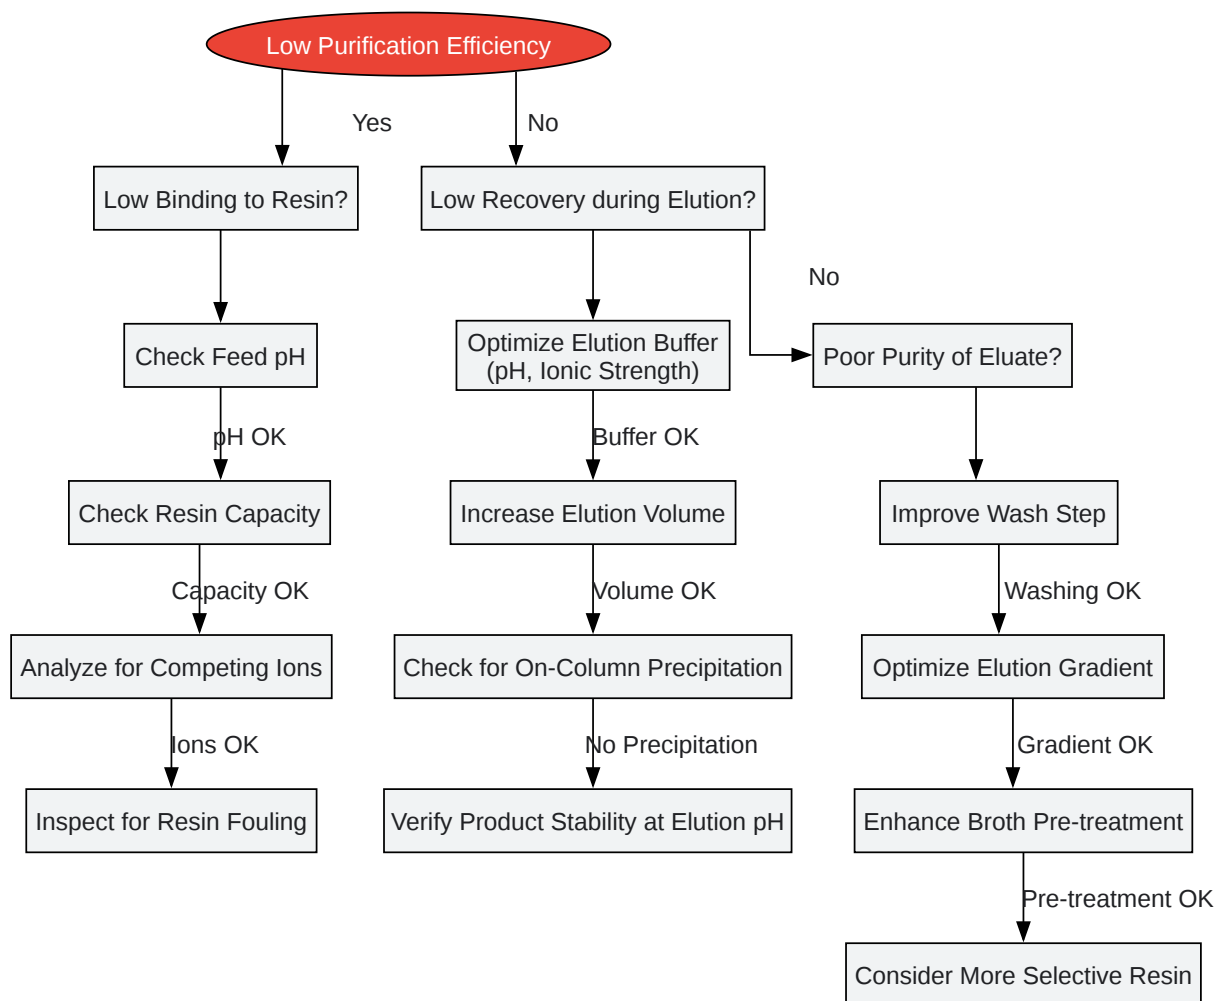 Low Purification Efficiency
Yes
No
Low Binding to Resin?
Low Recovery during Elution?
No
Check Feed pH
Optimize Elution Buffer
(pH, Ionic Strength)
Poor Purity of Eluate?
pH OK
Buffer OK
Check Resin Capacity
Increase Elution Volume
Improve Wash Step
Capacity OK
Volume OK
Washing OK
Analyze for Competing Ions
Check for On-Column Precipitation
Optimize Elution Gradient
Ions OK
No Precipitation
Gradient OK
Inspect for Resin Fouling
Verify Product Stability at Elution pH
Enhance Broth Pre-treatment
Pre-treatment OK
Consider More Selective Resin